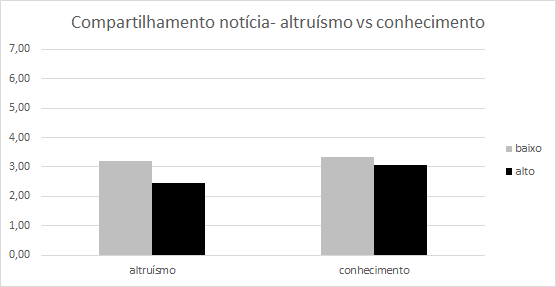 Compartilhamento notícia- altruísmo vs conhecimento
7,00
6,00
5,00
4,00
3,00
2,00
1,00
0,00
altruísmo
conhecimento
baixo
alto